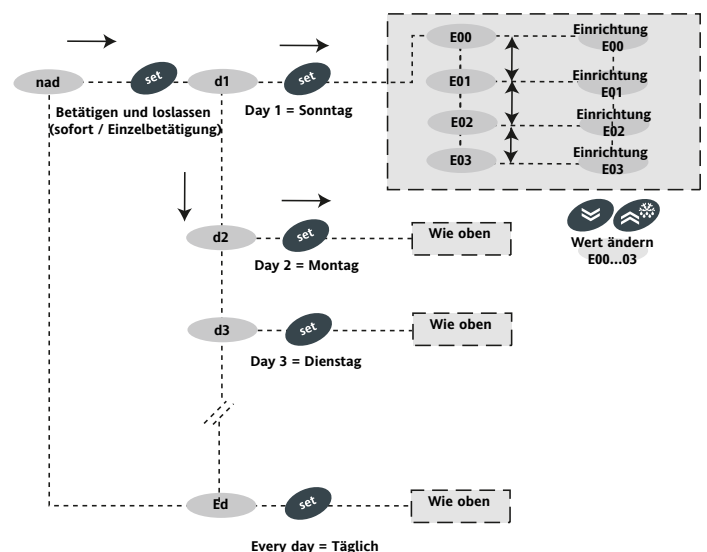 nad
set
d1
set
Betätigen und loslassen
(sofort / Einzelbetätigung)
Day 1 = Sonntag
E00
Einrichtung
E00
E01
Einrichtung
E01
E02
Einrichtung
E02
E03
Einrichtung
E03
Wert ändern
E00...03
d2
set
Wie oben
Day 2 = Montag
d3
set
Wie oben
Day 3 = Dienstag
Ed
set
Wie oben
Every day = Täglich